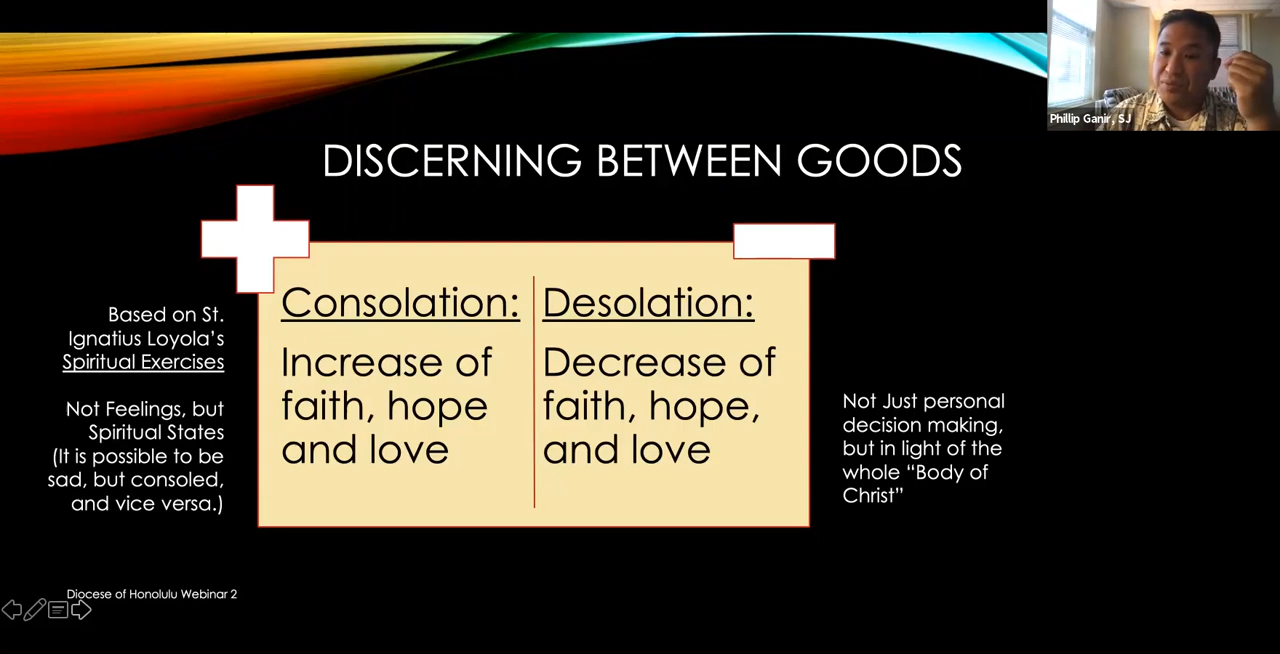 Phillip Ganir, SJ
DISCERNING BETWEEN GOODS
Based on St.
Ignatius Loyola’s
Spiritual Exercises
Not Feelings, but
Spiritual States
(It is possible to be
sad, but consoled,
and vice versa.)
Consolation:
Increase of
faith, hope
and love
Desolation:
Decrease of
faith, hope,
and love
Not Just personal
decision making,
but in light of the
whole “Body of
Christ”
Diocese of Honolulu Webinar 2